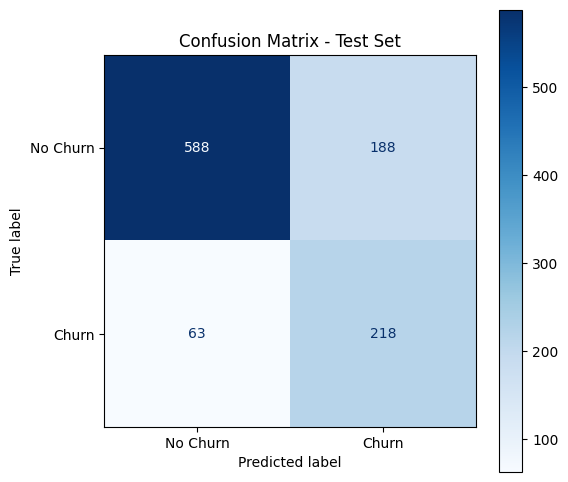 Confusion Matrix - Test Set
No Churn
588
188
Churn
63
218
No Churn
Churn
Predicted label
True label
500
400
300
200
100